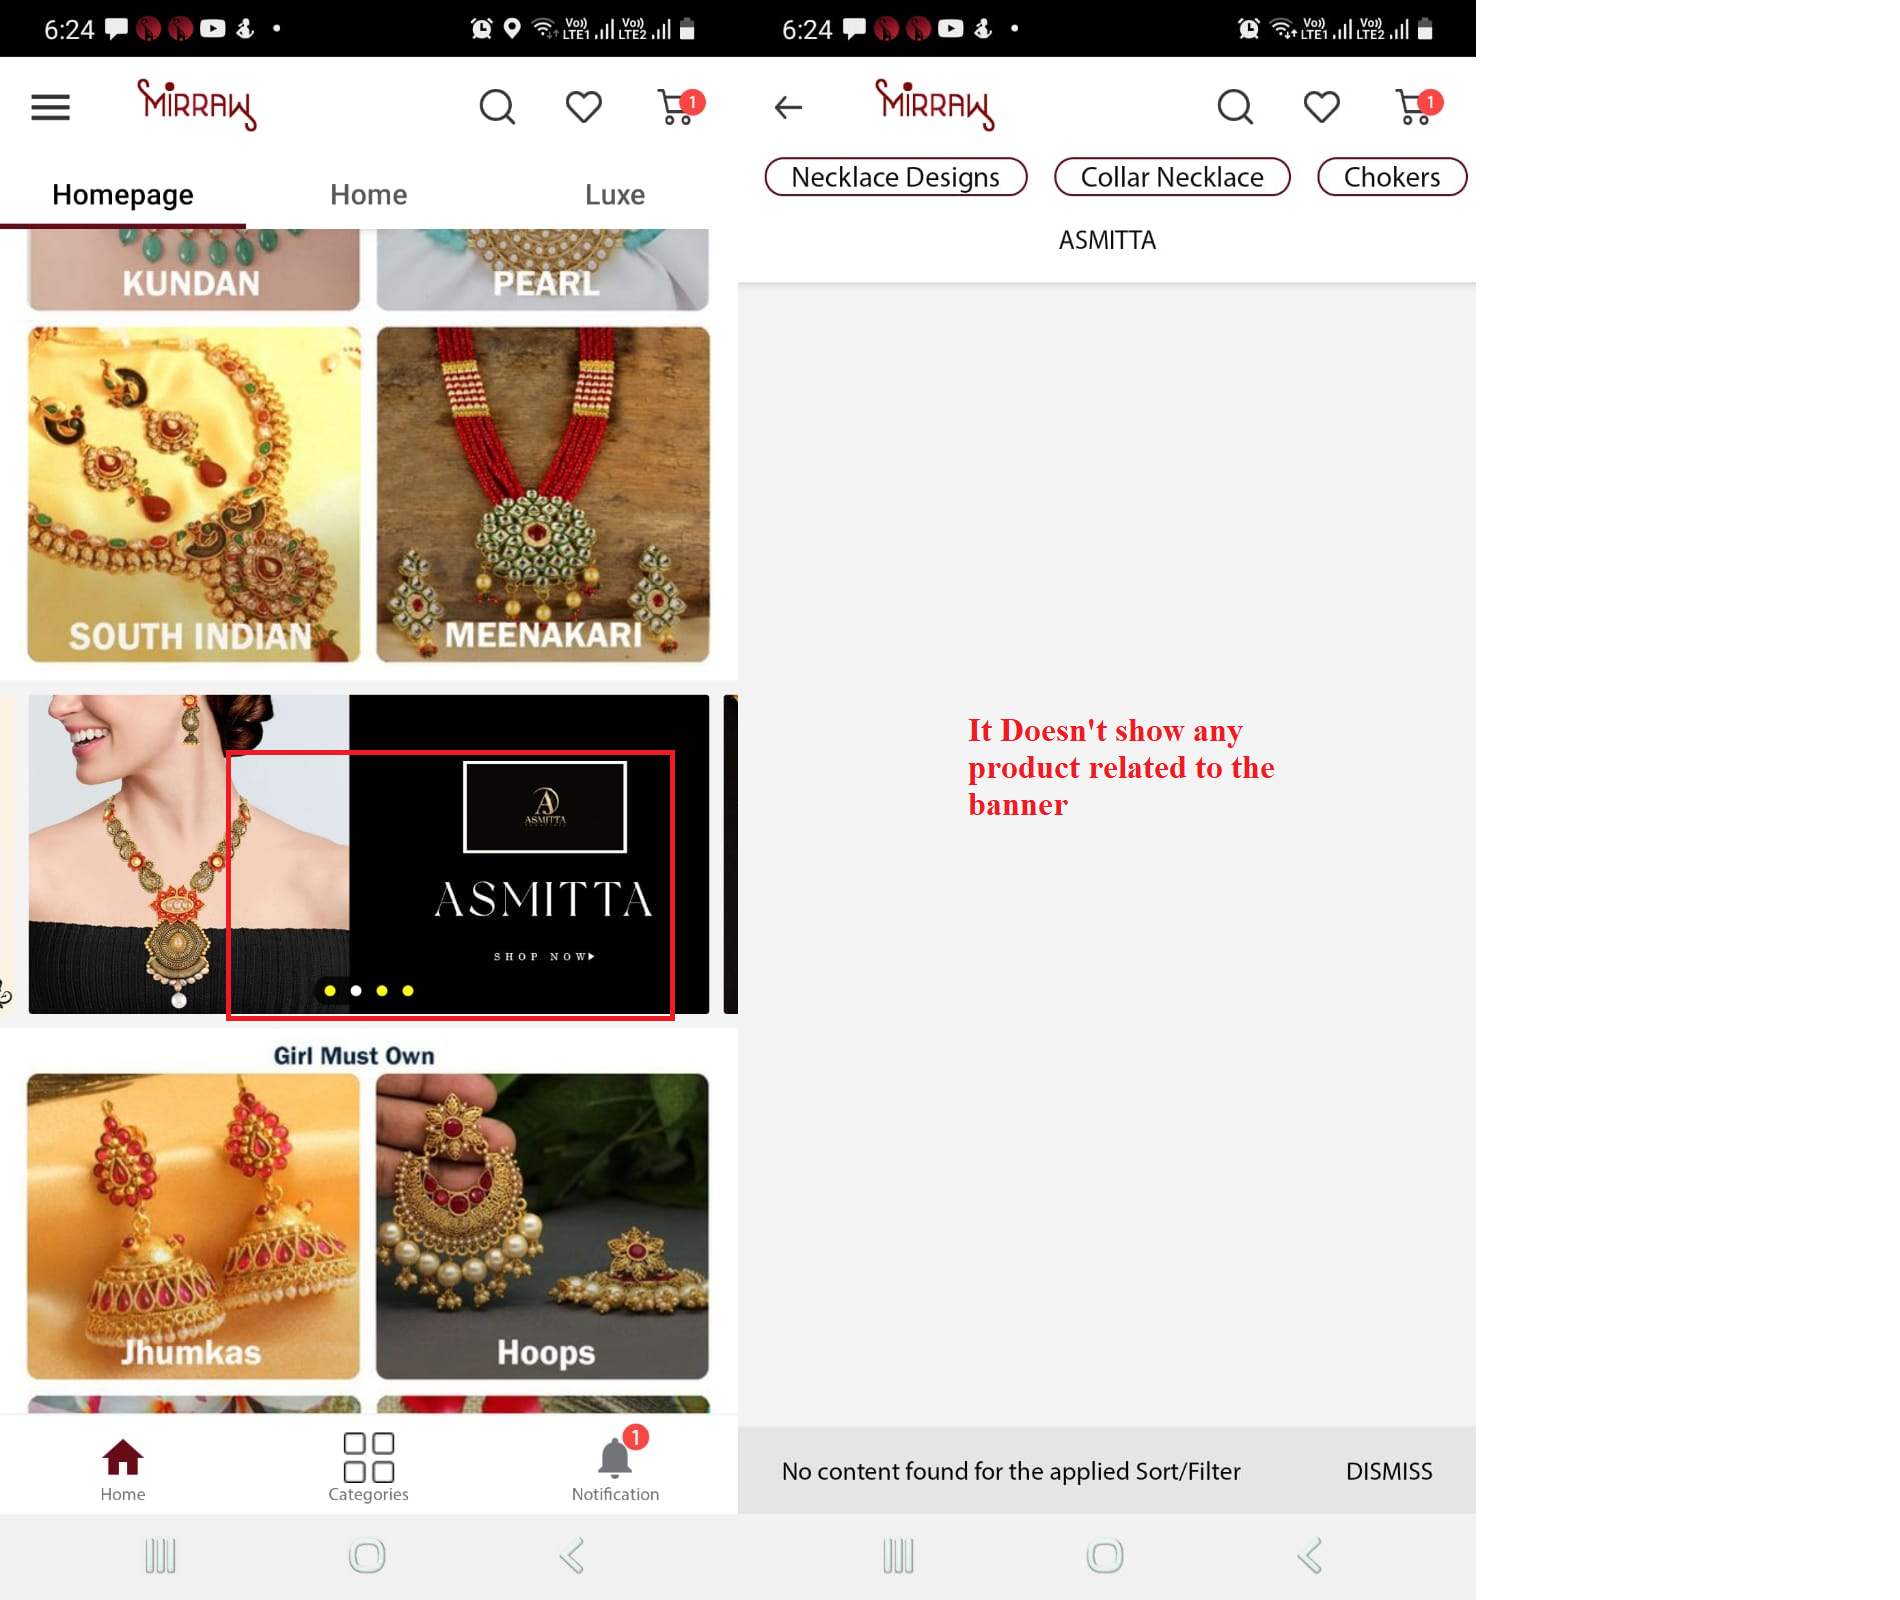 6:24
Vo)) LTE1 Vo)) LTE2
MIRRAW
1
Homepage Home Luxe
KUNDAN PEARL
SOUTH INDIAN MEENAKARI
A
ASMITTA
ASMITTA
SHOP NOW
Girl Must Own
Jhumkas Hoops
1
Home Categories Notification
6:24
Vo)) LTE1 Vo)) LTE2
MIRRAW
1
Necklace Designs Collar Necklace Chokers
ASMITTA
It Doesn't show any
product related to the
banner
No content found for the applied Sort/Filter DISMISS